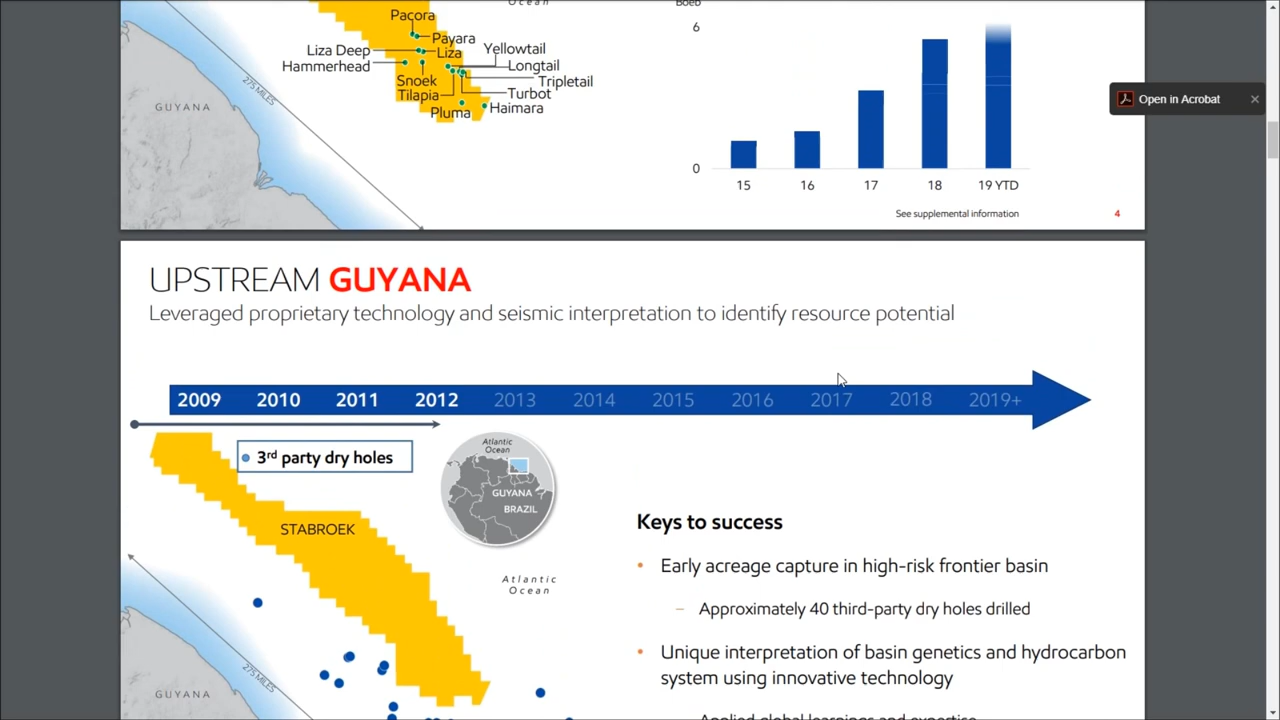 Ocean
Boeb
Pacora
Payara
Liza Deep
Liza
Yellowtail
Hammerhead
Longtail
Snoek
Tripletail
Tilapia
Turbot
Pluma
Haimara
GUYANA
275 MILES
6
0
15 16 17 18 19 YTD
See supplemental information
4
Open in Acrobat
UPSTREAM GUYANA
Leveraged proprietary technology and seismic interpretation to identify resource potential
2009 2010 2011 2012 2013 2014 2015 2016 2017 2018 2019+
3rd party dry holes
Atlantic
Ocean
GUYANA
BRAZIL
STABROEK
Atlantic
Ocean
275 MILES
GUYANA
Keys to success
• Early acreage capture in high-risk frontier basin
– Approximately 40 third-party dry holes drilled
• Unique interpretation of basin genetics and hydrocarbon
system using innovative technology
Applied global learnings and expertise